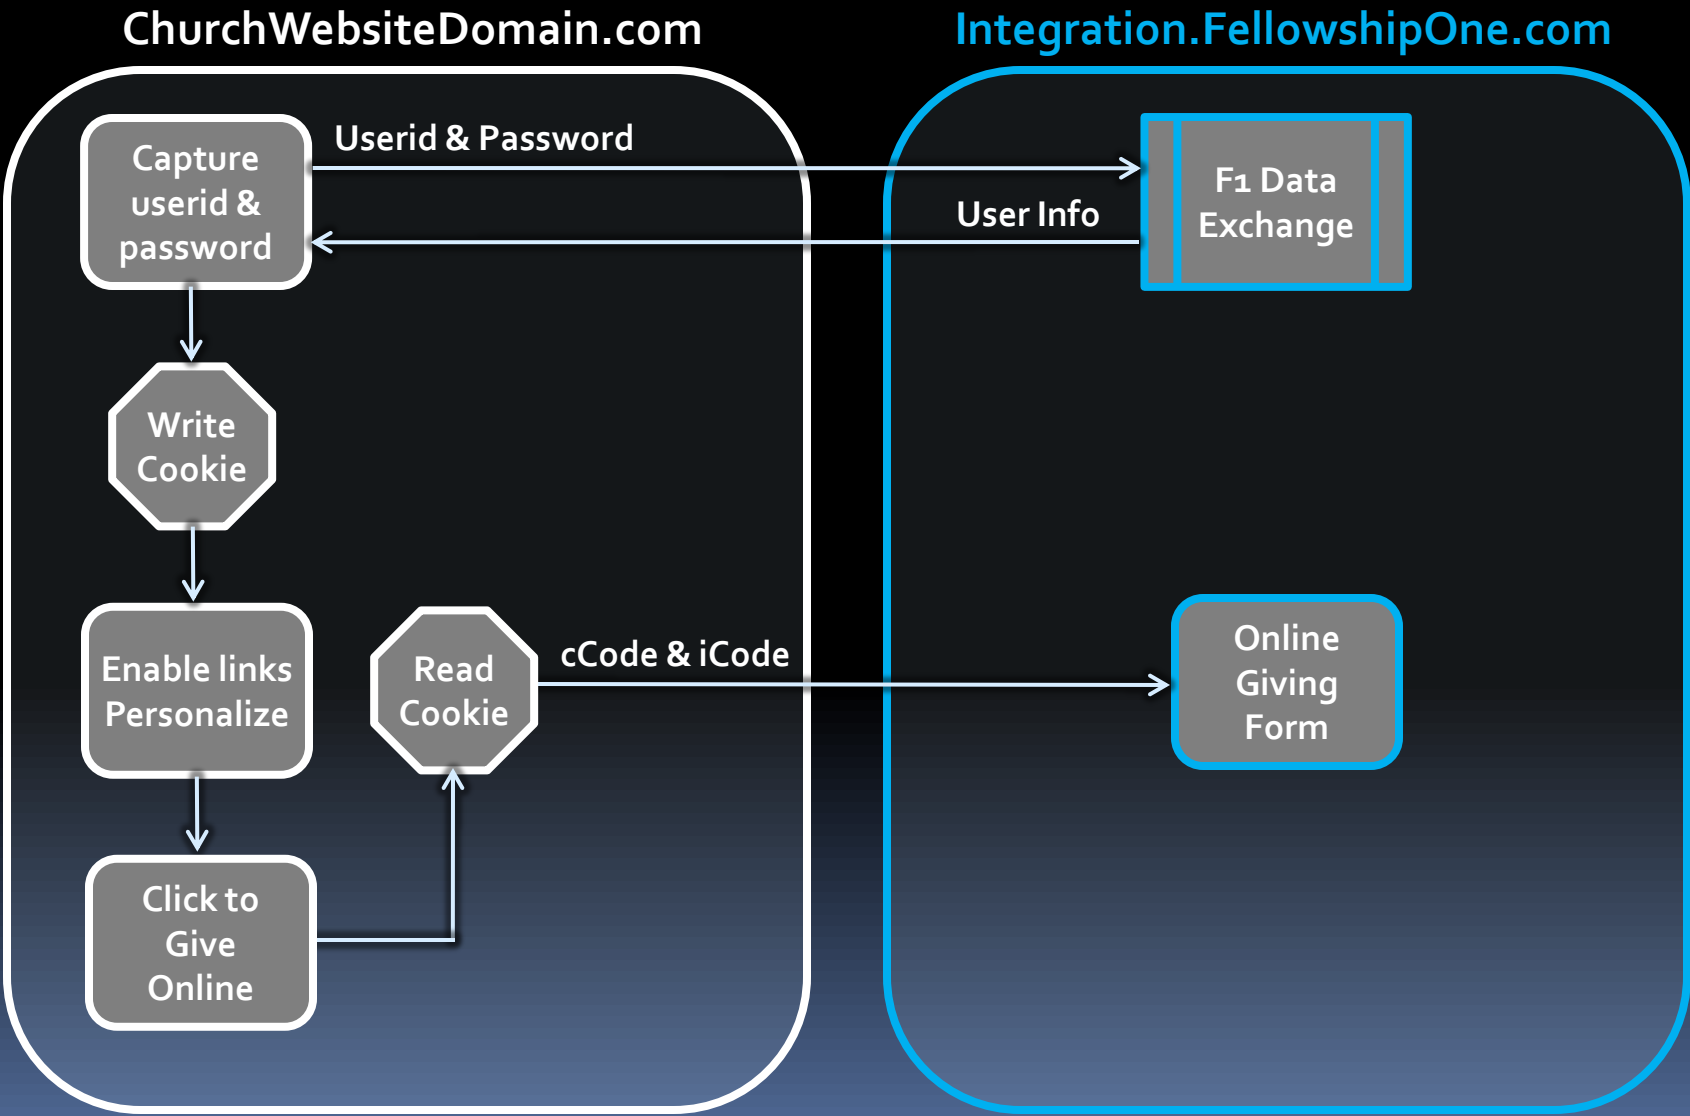 ChurchWebsiteDomain.com
Integration.FellowshipOne.com
Capture
userid &
password
Userid & Password
User Info
F1 Data
Exchange
Write
Cookie
Enable links
Personalize
Read
Cookie
cCode & iCode
Online
Giving
Form
Click to
Give
Online